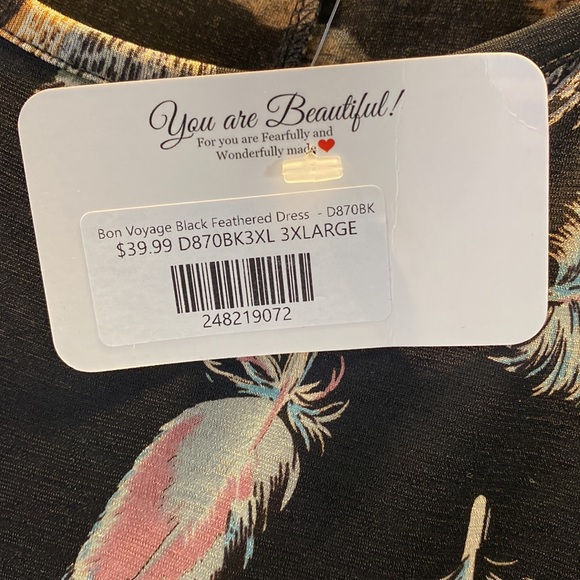 You are Beautiful!
For you are Fearfully and
Wonderfully made
Bon Voyage Black Feathered Dress - D870BK
$39.99 D870BK3XL 3XLARGE
248219072